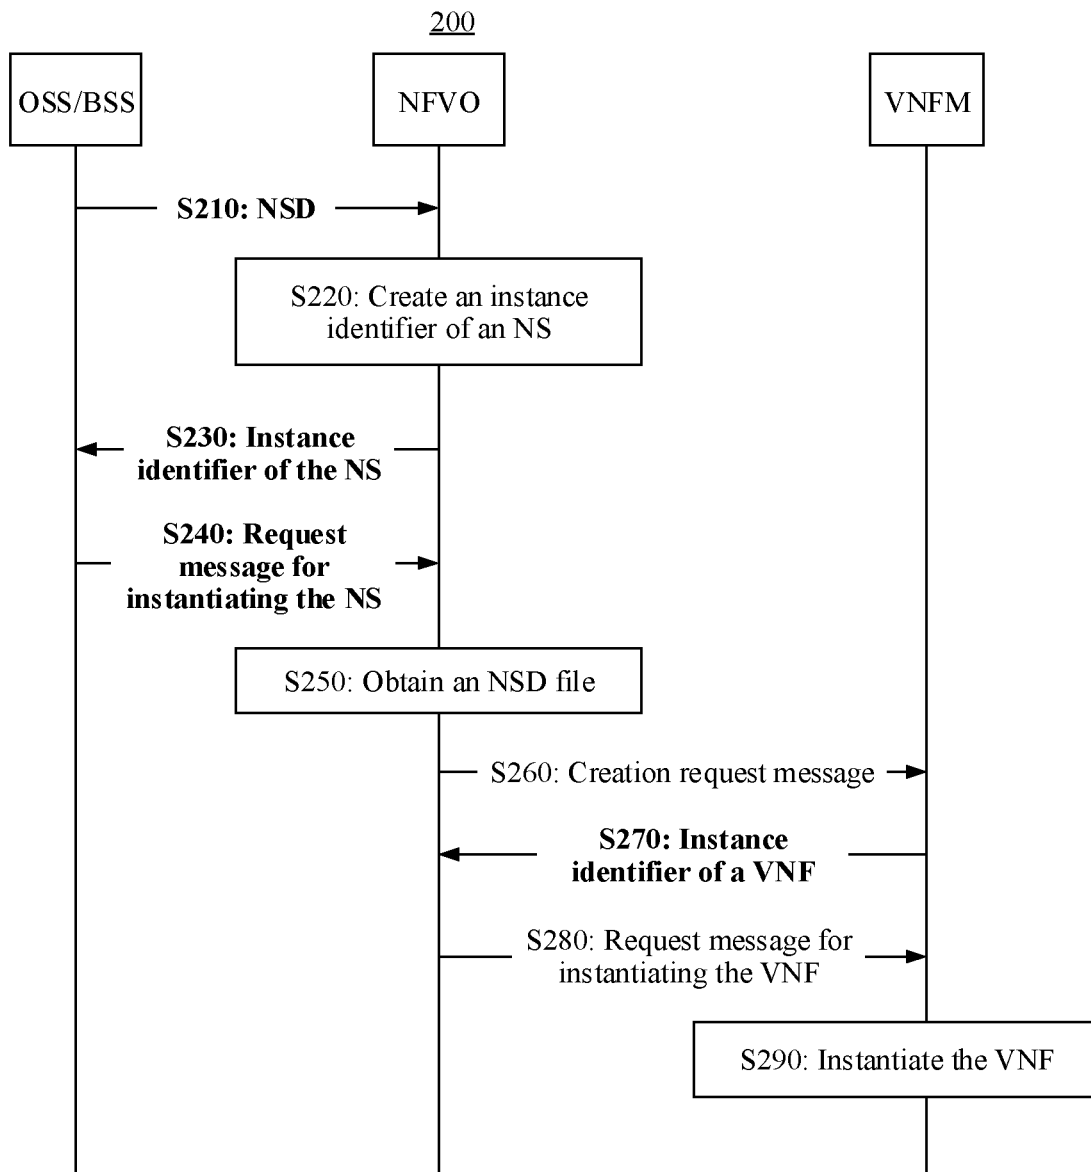 200
OSS/BSS
NFVO
VNFM
S210: NSD
S220: Create an instance
identifier of an NS
S230: Instance
identifier of the NS
S240: Request
message for
instantiating the NS
S250: Obtain an NSD file
S260: Creation request message
S270: Instance
identifier of a VNF
S280: Request message for
instantiating the VNF
S290: Instantiate the VNF